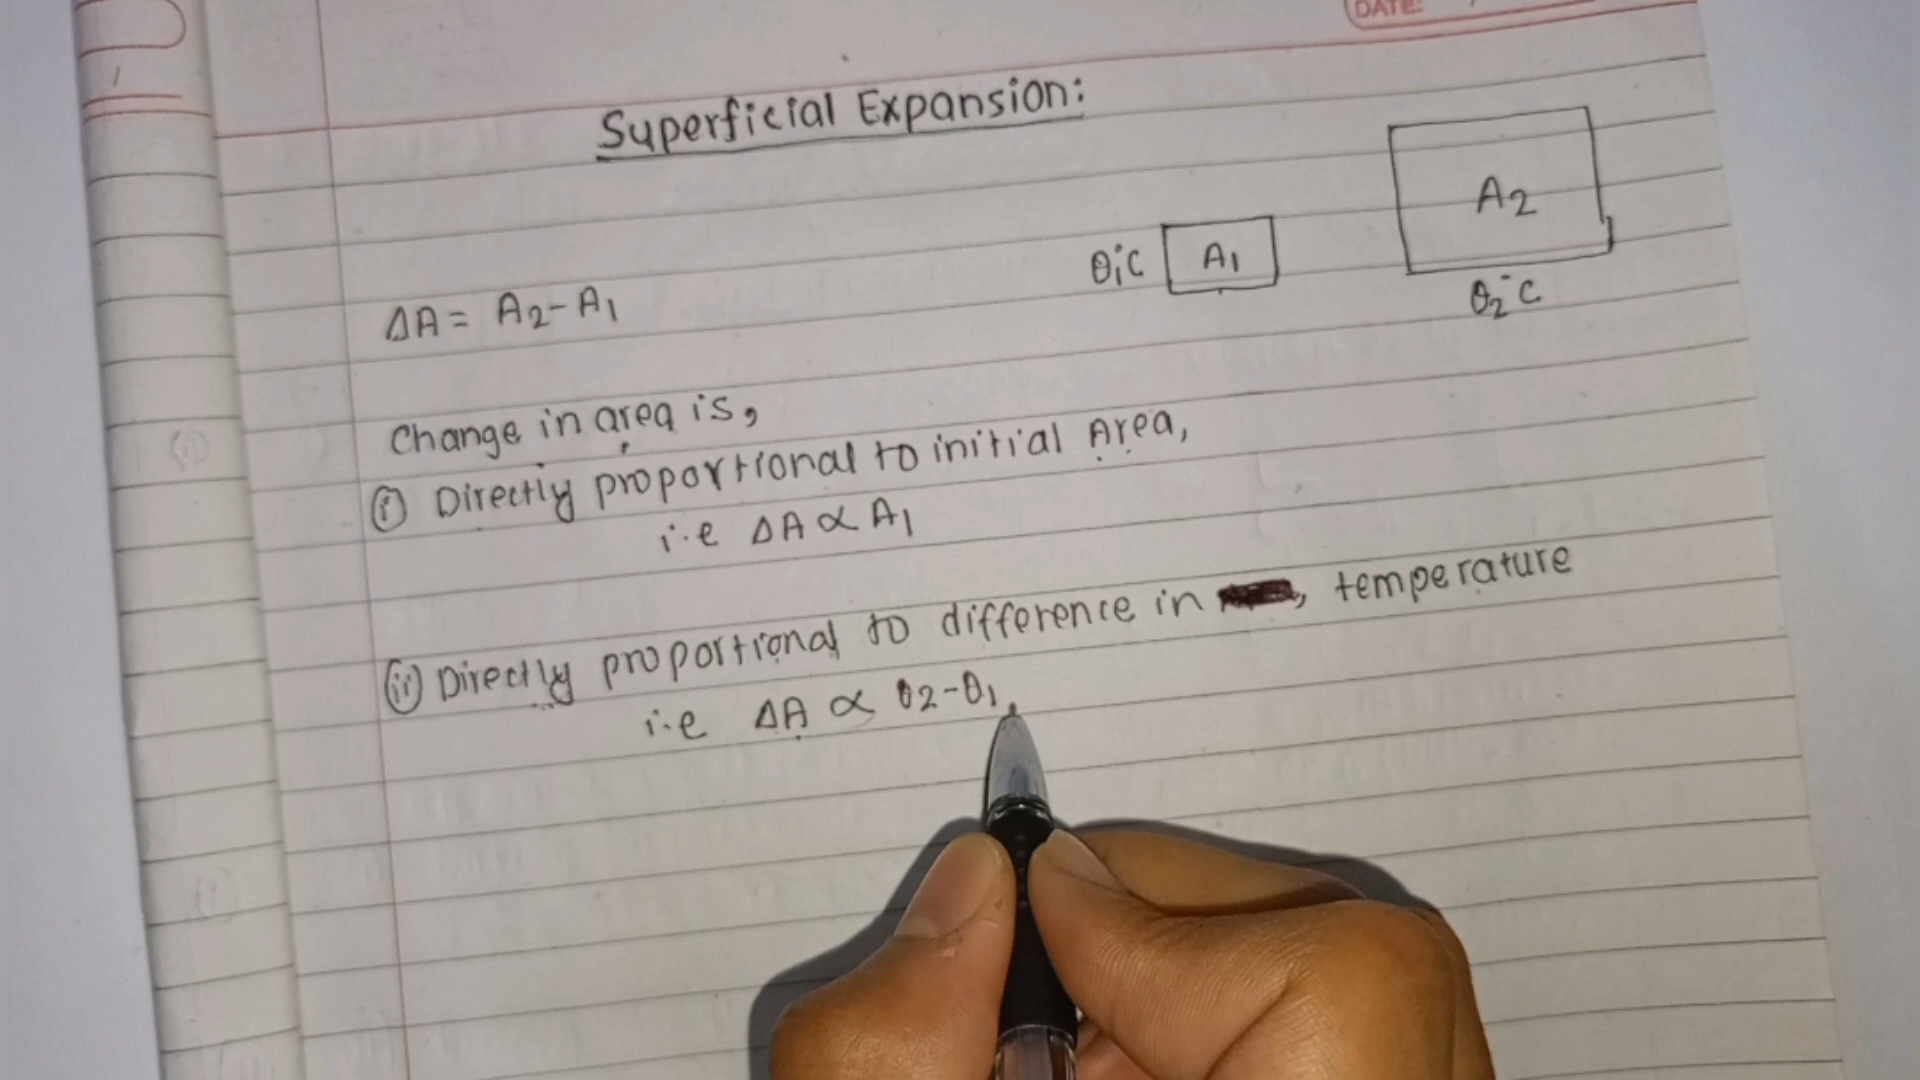 DATE:
Superficial Expansion:
A2
θ1°C A1
θ2°C
ΔA = A2-A1
Change in area is,
(i) Directly proportional to initial Area,
i.e ΔA ∝ A1
(ii) Directly proportional to difference in , temperature
i.e ΔA ∝ θ2-θ1